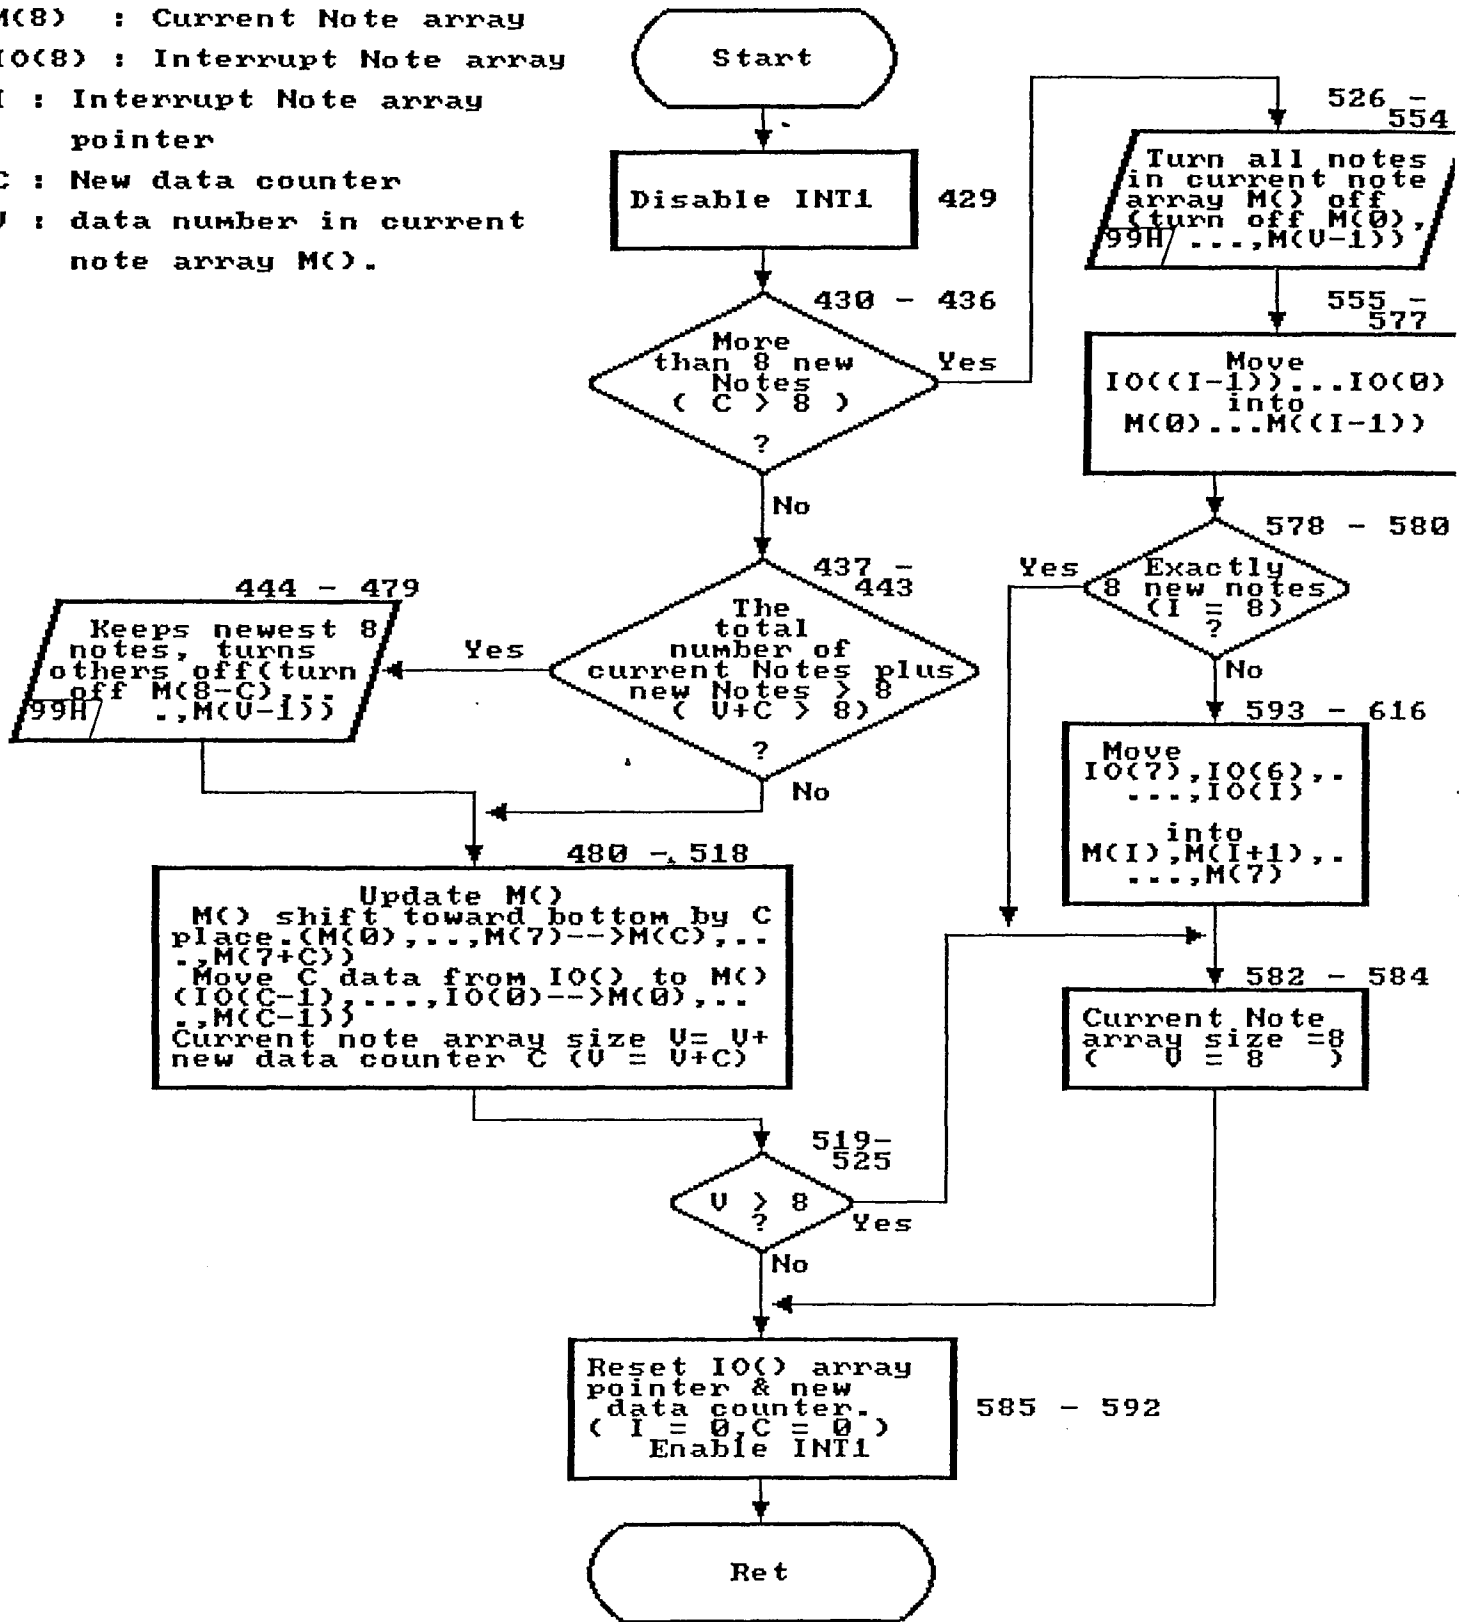 M(8) : Current Note array
IO(8) : Interrupt Note array
I : Interrupt Note array
pointer
C : New data counter
V : data number in current
note array M().
Start
Disable INT1
429
430 - 436
More
than 8 new
Notes
( C > 8 )
?
Yes
No
526 -
554
Turn all notes
in current note
array M() off
(turn off M(0),
99H ...,M(V-1))
555 -
577
Move
IO((I-1))...IO(0)
into
M(0)...M((I-1))
578 - 580
Exactly
8 new notes
(I = 8)
?
Yes
No
437 -
443
The
total
number of
current Notes plus
new Notes > 8
( V+C > 8)
?
Yes
No
444 - 479
Keeps newest 8
notes, turns
others off(turn
off M(8-C),...
99H .,M(V-1))
593 - 616
Move
IO(7),IO(6),.
...,IO(I)
into
M(I),M(I+1),.
...,M(7)
480 - 518
Update M()
M() shift toward bottom by C
place.(M(0),...,M(7)-->M(C),..
.,M(7+C))
Move C data from IO() to M()
(IO(C-1),...,IO(0)-->M(0),..
.,M(C-1))
Current note array size V= V+
new data counter C (V = V+C)
582 - 584
Current Note
array size =8
( V = 8 )
519-
525
V > 8
?
Yes
No
Reset IO() array
pointer & new
data counter.
( I = 0,C = 0 )
Enable INT1
585 - 592
Ret